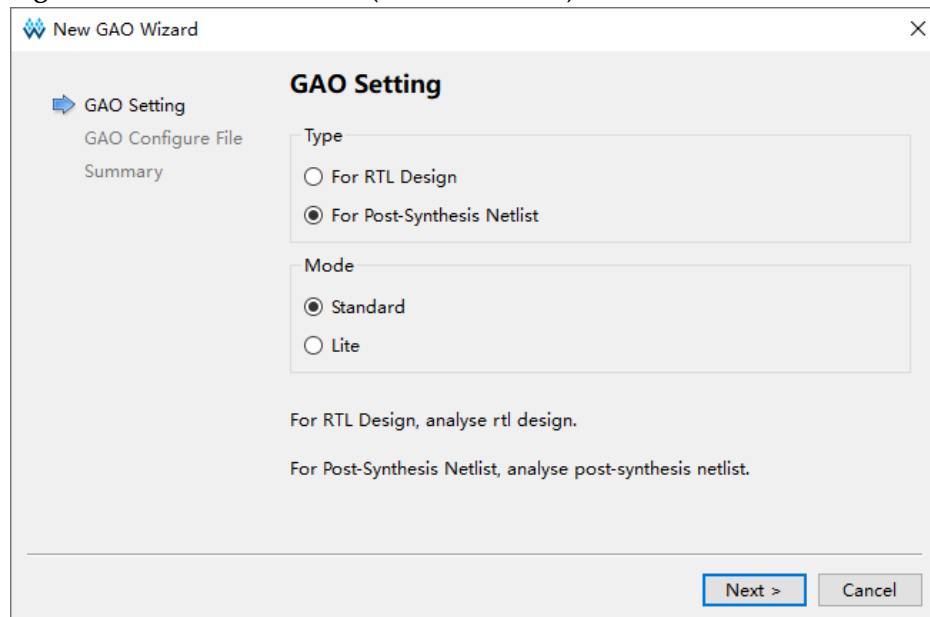 New GAO Wizard
GAO Setting
GAO Configure File
Summary
GAO Setting
Type
For RTL Design
For Post-Synthesis Netlist
Mode
Standard
Lite
For RTL Design, analyse rtl design.
For Post-Synthesis Netlist, analyse post-synthesis netlist.
Next >
Cancel